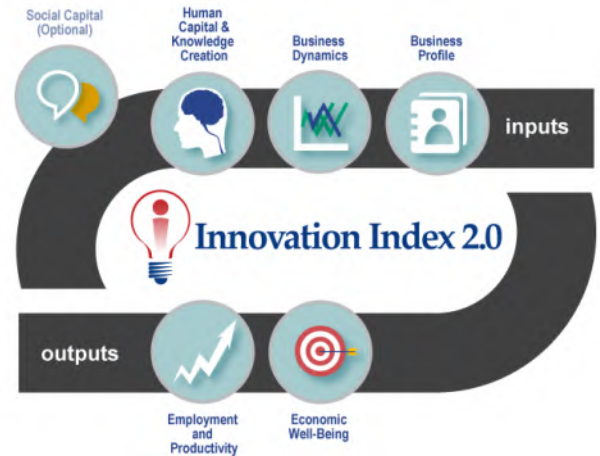 Social Capital
(Optional)
Human
Capital &
Knowledge
Creation
Business
Dynamics
Business
Profile
inputs
i Innovation Index 2.0
outputs
Employment
and
Productivity
Economic
Well-Being